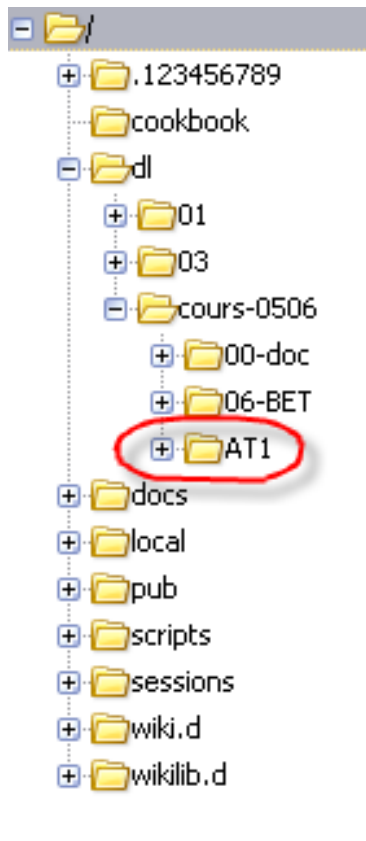 /
.123456789
cookbook
dl
01
03
cours-0506
00-doc
06-BET
AT1
docs
local
pub
scripts
sessions
wiki.d
wikilib.d